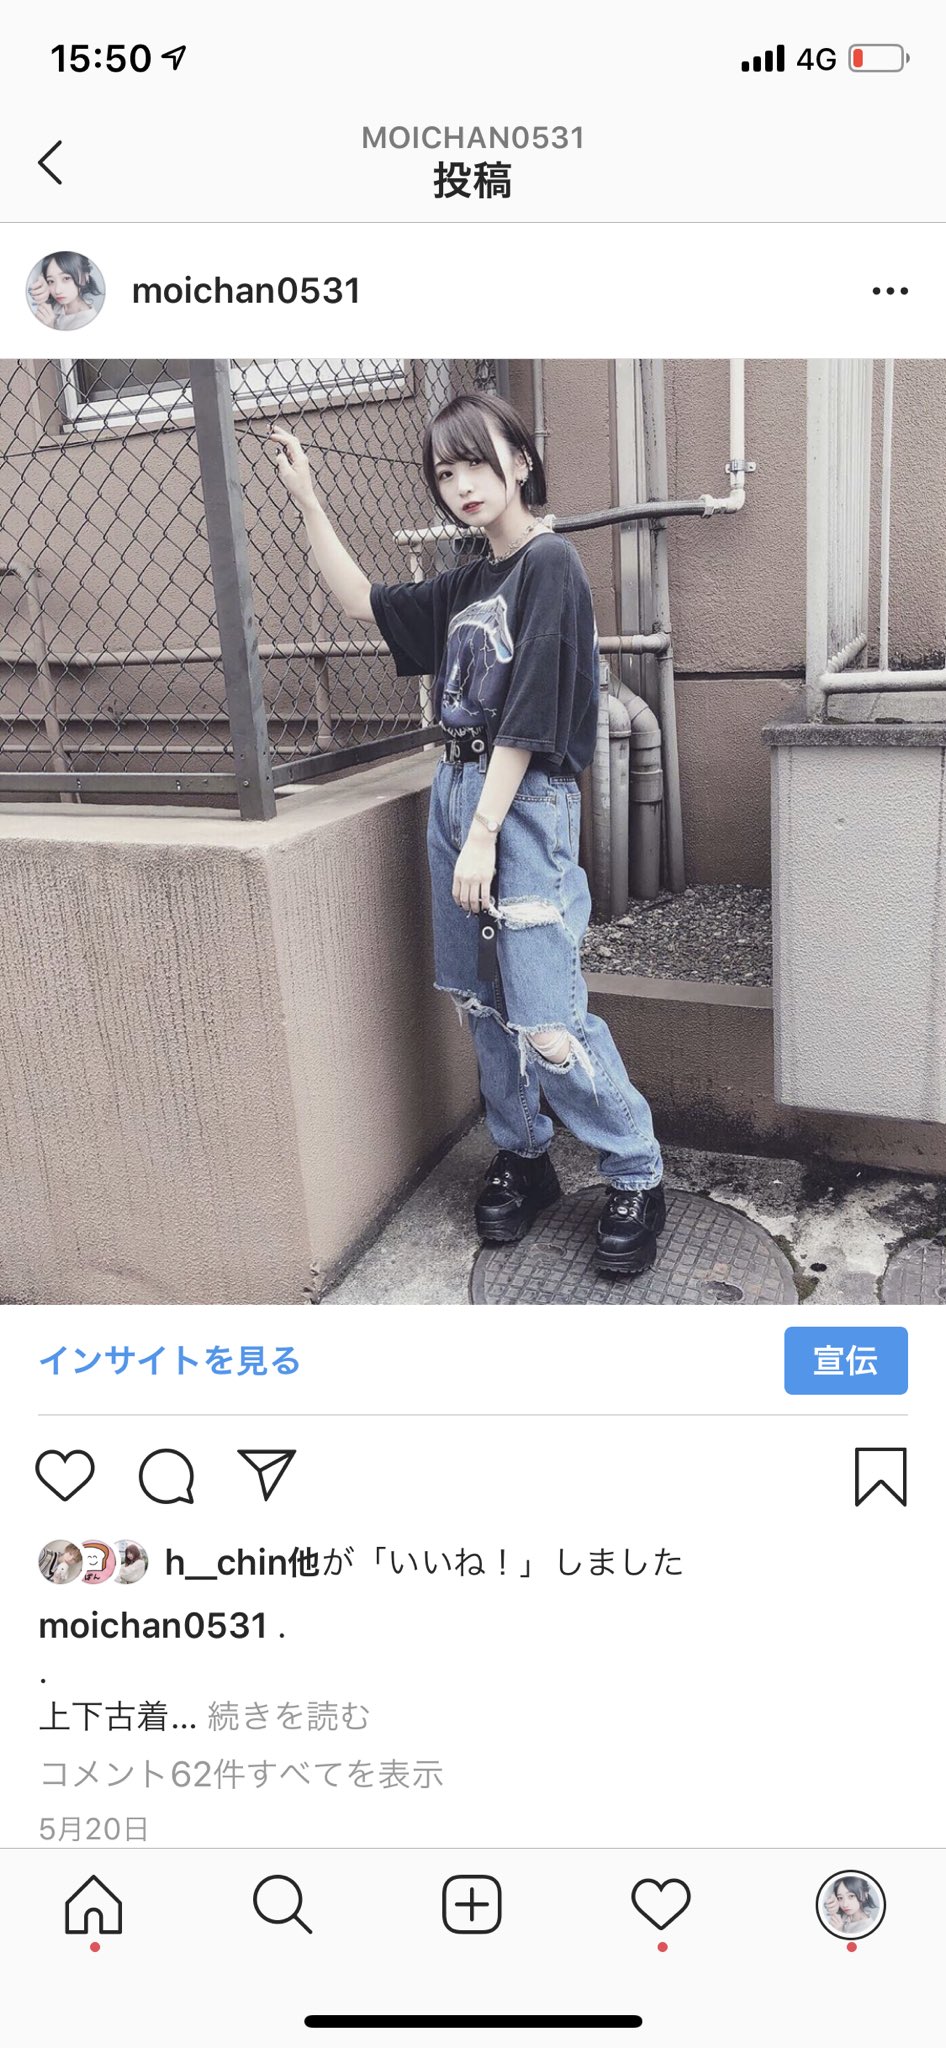 15:50
4G
MOICHAN0531
投稿
moichan0531
インサイトを見る
宣伝
h__chin他が「いいね！」しました
moichan0531 .
.
上下古着... 続きを読む
コメント62件すべてを表示
5月20日